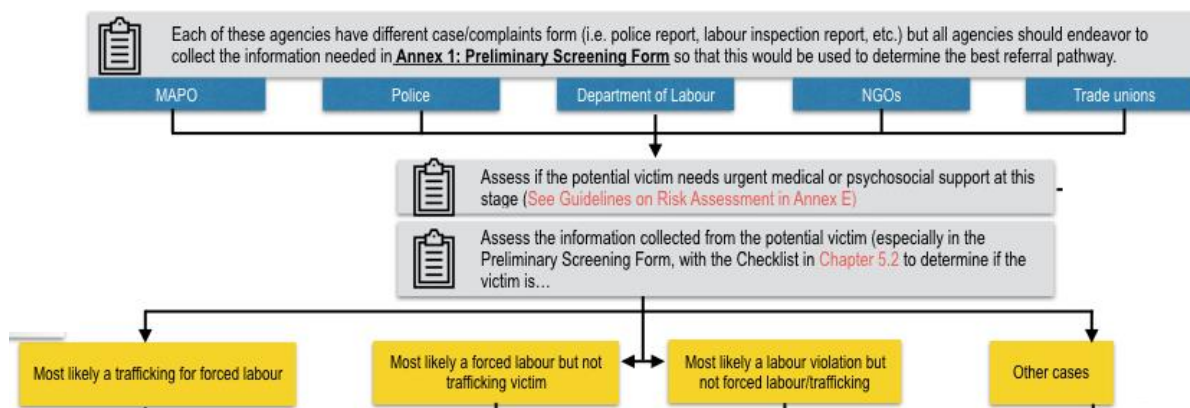 Each of these agencies have different case/complaints form (i.e. police report, labour inspection report, etc.) but all agencies should endeavor to
collect the information needed in Annex 1: Preliminary Screening Form so that this would be used to determine the best referral pathway.
MAPO
Police
Department of Labour
NGOs
Trade unions
Assess if the potential victim needs urgent medical or psychosocial support at this
stage (See Guidelines on Risk Assessment in Annex E)
Assess the information collected from the potential victim (especially in the
Preliminary Screening Form, with the Checklist in Chapter 5.2 to determine if the
victim is…
Most likely a trafficking for forced labour
Most likely a forced labour but not
trafficking victim
Most likely a labour violation but
not forced labour/trafficking
Other cases